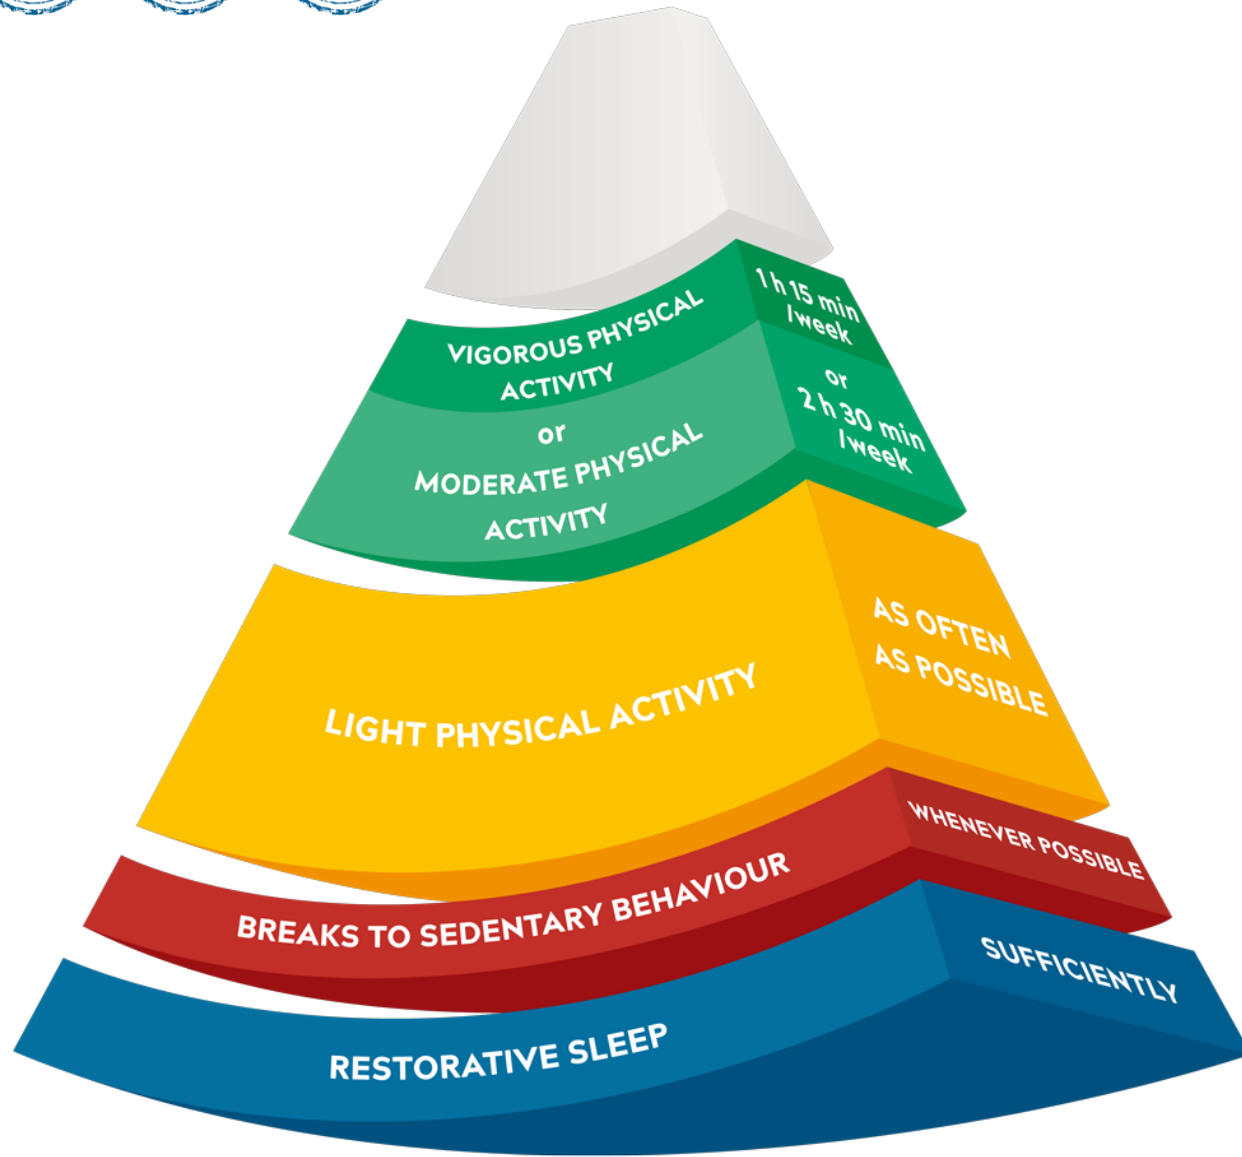 VIGOROUS PHYSICAL
ACTIVITY
1 h 15 min
/week
or
MODERATE PHYSICAL
ACTIVITY
or
2 h 30 min
/week
LIGHT PHYSICAL ACTIVITY
AS OFTEN
AS POSSIBLE
BREAKS TO SEDENTARY BEHAVIOUR
WHENEVER POSSIBLE
RESTORATIVE SLEEP
SUFFICIENTLY